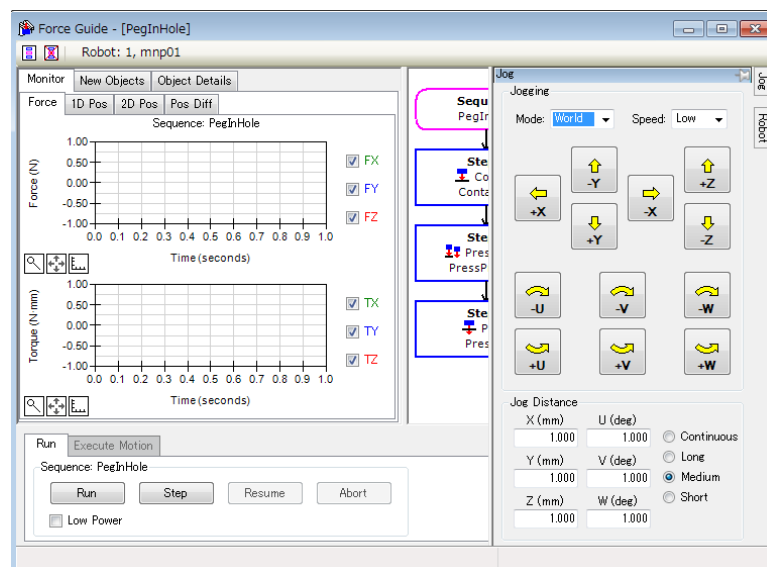 Force Guide - [PegInHole]
Robot: 1, mnp01
Monitor New Objects Object Details
Force 1D Pos 2D Pos Pos Diff
Sequence: PegInHole
Force (N)
1.00
0.50
0.00
-0.50
-1.00
0.0 0.1 0.2 0.3 0.4 0.5 0.6 0.7 0.8 0.9 1.0
Time (seconds)
FX
FY
FZ
Torque (N·mm)
1.00
0.50
0.00
-0.50
-1.00
0.0 0.1 0.2 0.3 0.4 0.5 0.6 0.7 0.8 0.9 1.0
Time (seconds)
TX
TY
TZ
Sequ
PegIn
Ste
Co
Conta
Ste
Pres
PressP
Ste
P
Pres
Jog
Jogging
Mode: World Speed: Low
-Y +Z
+X -X
+Y -Z
-U -V -W
+U +V +W
Jog Distance
X (mm) U (deg)
1.000 1.000
Y (mm) V (deg)
1.000 1.000
Z (mm) W (deg)
1.000 1.000
Continuous
Long
Medium
Short
Jog
Robot
Run Execute Motion
Sequence: PegInHole
Run Step Resume Abort
Low Power